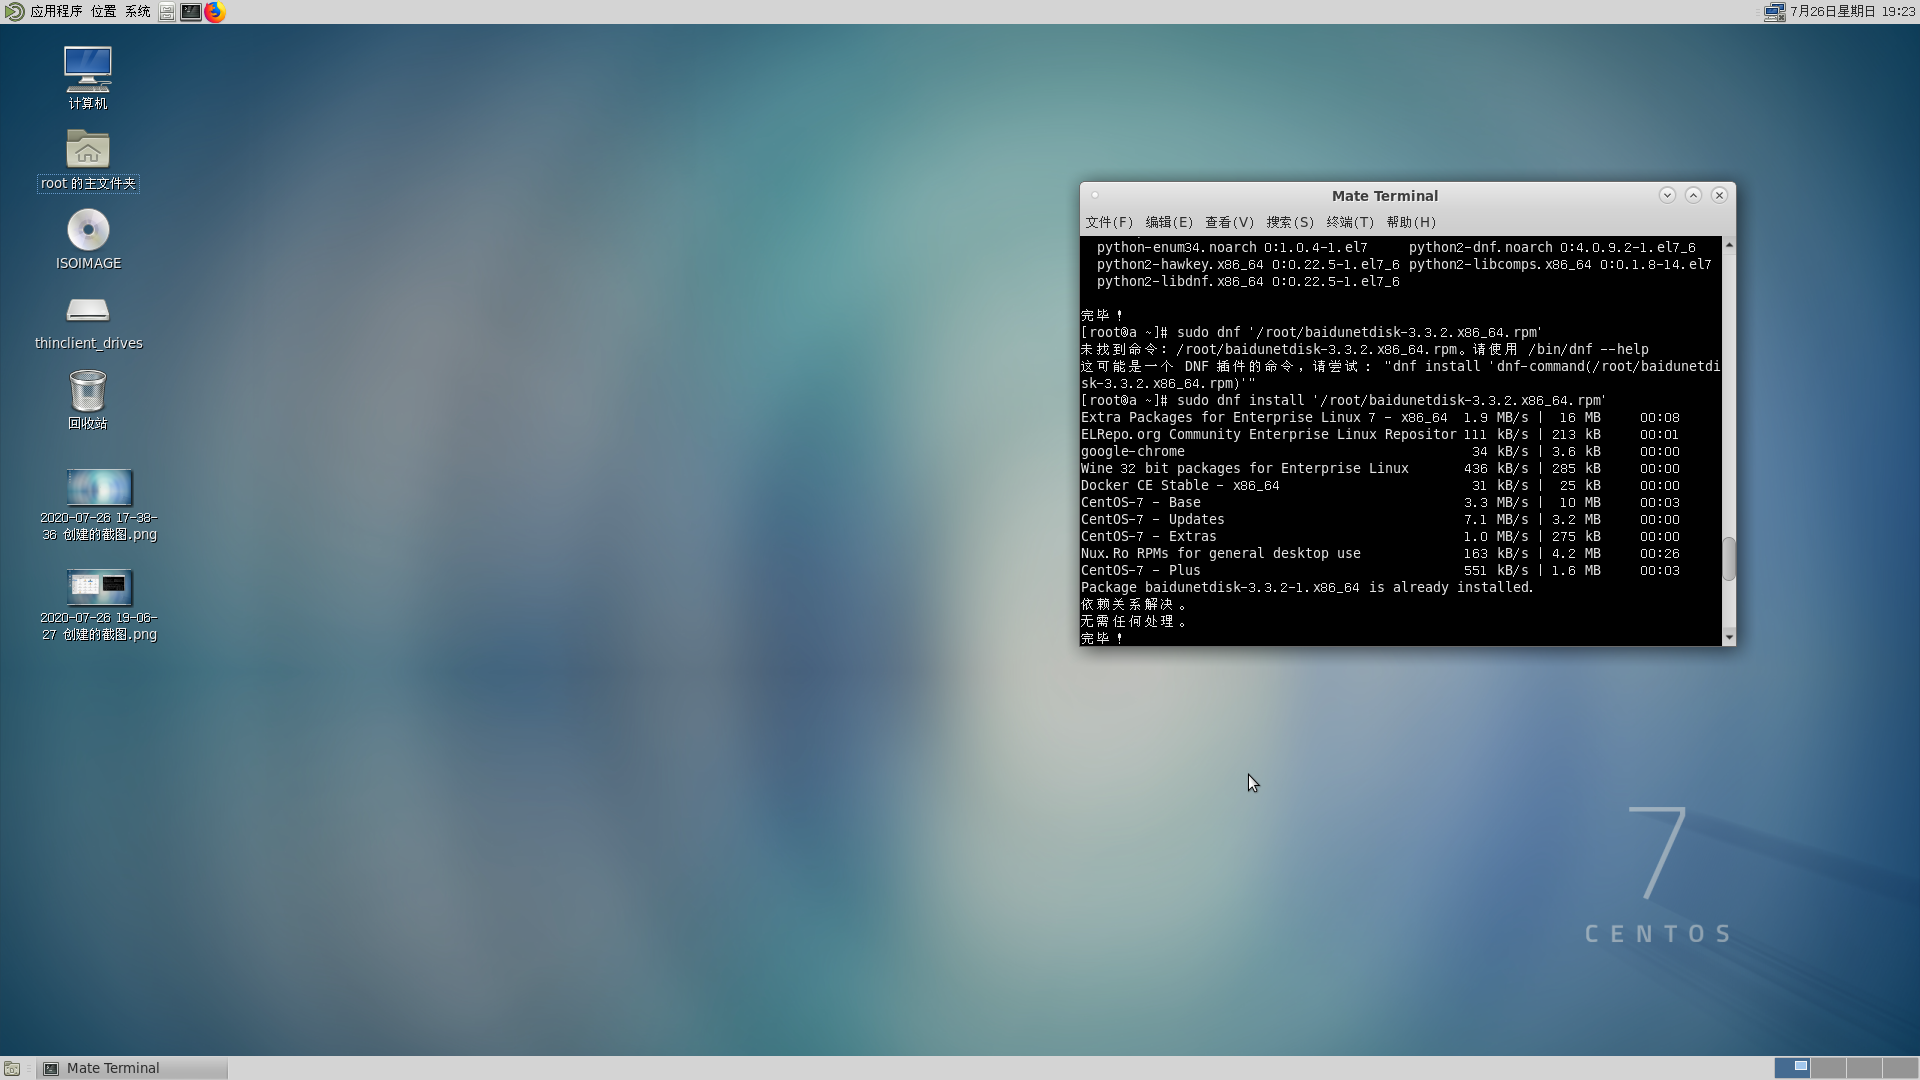 应用程序 位置 系统
7月26日星期日 19:23
计算机
root 的主文件夹
ISOIMAGE
thinclient_drives
回收站
2020-07-26 17-38-
36 创建的截图.png
2020-07-26 19-06-
27 创建的截图.png
Mate Terminal
文件(F) 编辑(E) 查看(V) 搜索(S) 终端(T) 帮助(H)
python-enum34.noarch 0:1.0.4-1.el7 python2-dnf.noarch 0:4.0.9.2-1.el7_6
python2-hawkey.x86_64 0:0.22.5-1.el7_6 python2-libcomps.x86_64 0:0.1.8-14.el7
python2-libdnf.x86_64 0:0.22.5-1.el7_6
完毕！
[root@a ~]# sudo dnf '/root/baidunetdisk-3.3.2.x86_64.rpm'
未找到命令: /root/baidunetdisk-3.3.2.x86_64.rpm。请使用 /bin/dnf --help
这可能是一个 DNF 插件的命令，请尝试： "dnf install 'dnf-command(/root/baidunetdi
sk-3.3.2.x86_64.rpm)'"
[root@a ~]# sudo dnf install '/root/baidunetdisk-3.3.2.x86_64.rpm'
Extra Packages for Enterprise Linux 7 - x86_64 1.9 MB/s | 16 MB 00:08
ELRepo.org Community Enterprise Linux Repositor 111 kB/s | 213 kB 00:01
google-chrome 34 kB/s | 3.6 kB 00:00
Wine 32 bit packages for Enterprise Linux 436 kB/s | 285 kB 00:00
Docker CE Stable - x86_64 31 kB/s | 25 kB 00:00
CentOS-7 - Base 3.3 MB/s | 10 MB 00:03
CentOS-7 - Updates 7.1 MB/s | 3.2 MB 00:00
CentOS-7 - Extras 1.0 MB/s | 275 kB 00:00
Nux.Ro RPMs for general desktop use 163 kB/s | 4.2 MB 00:26
CentOS-7 - Plus 551 kB/s | 1.6 MB 00:03
Package baidunetdisk-3.3.2-1.x86_64 is already installed.
依赖关系解决。
无需任何处理。
完毕！
7
CENTOS
Mate Terminal